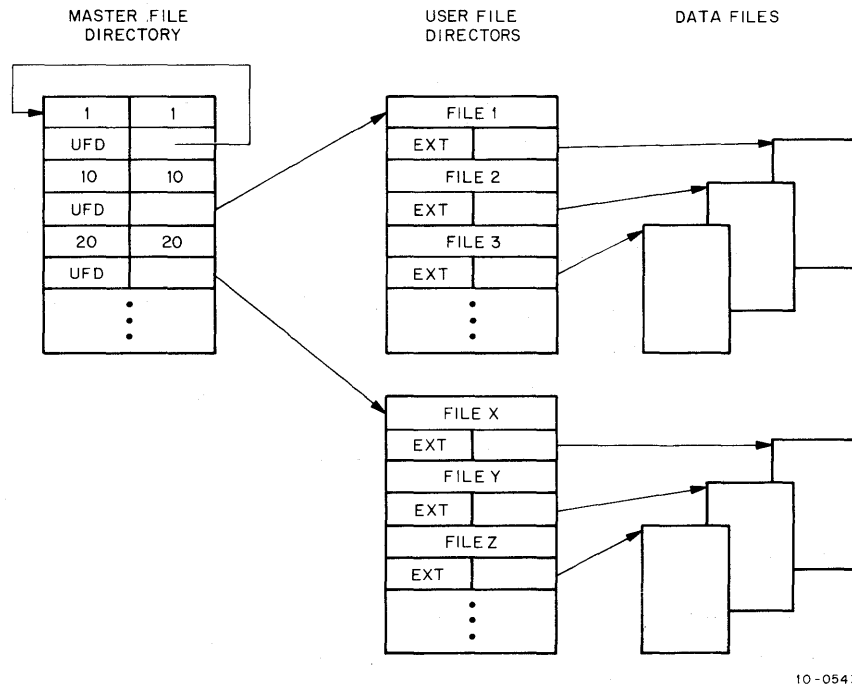 MASTER FILE
DIRECTORY
USER FILE
DIRECTORS
DATA FILES
1 1
UFD
10 10
UFD
20 20
UFD
FILE 1
EXT
FILE 2
EXT
FILE 3
EXT
FILE X
EXT
FILE Y
EXT
FILE Z
EXT